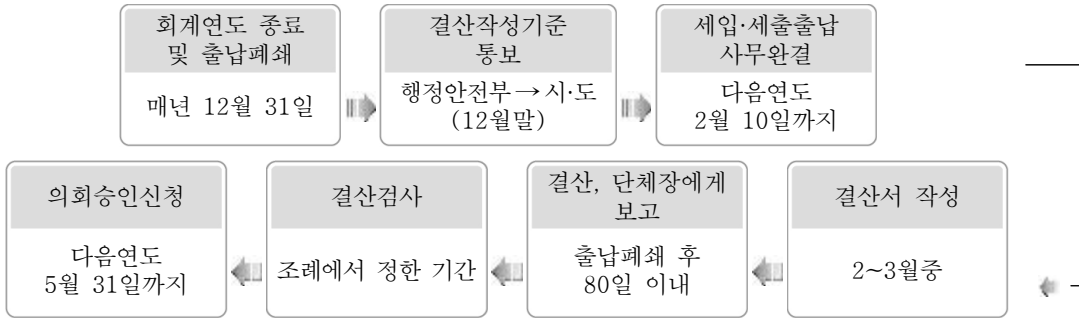 회계연도 종료
및 출납폐쇄
매년 12월 31일
결산작성기준
통보
행정안전부→시·도
(12월말)
세입·세출출납
사무완결
다음연도
2월 10일까지
의회승인신청
다음연도
5월 31일까지
결산검사
조례에서 정한 기간
결산, 단체장에게
보고
출납폐쇄 후
80일 이내
결산서 작성
2~3월중